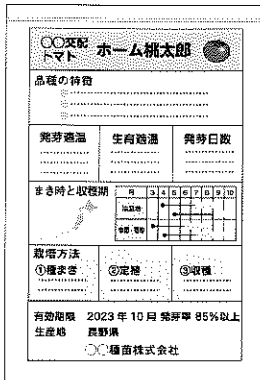 〇〇交配
トマト ホーム桃太郎
品種の特徴
発芽適温 生育適温 発芽日数
まき時と収穫期
月 3 4 5 6 7 8 9 10
栽培方法
①種まき ②定植 ③収穫
有効期限 2023年10月 発芽率 85%以上
生産地 長野県
〇〇種苗株式会社